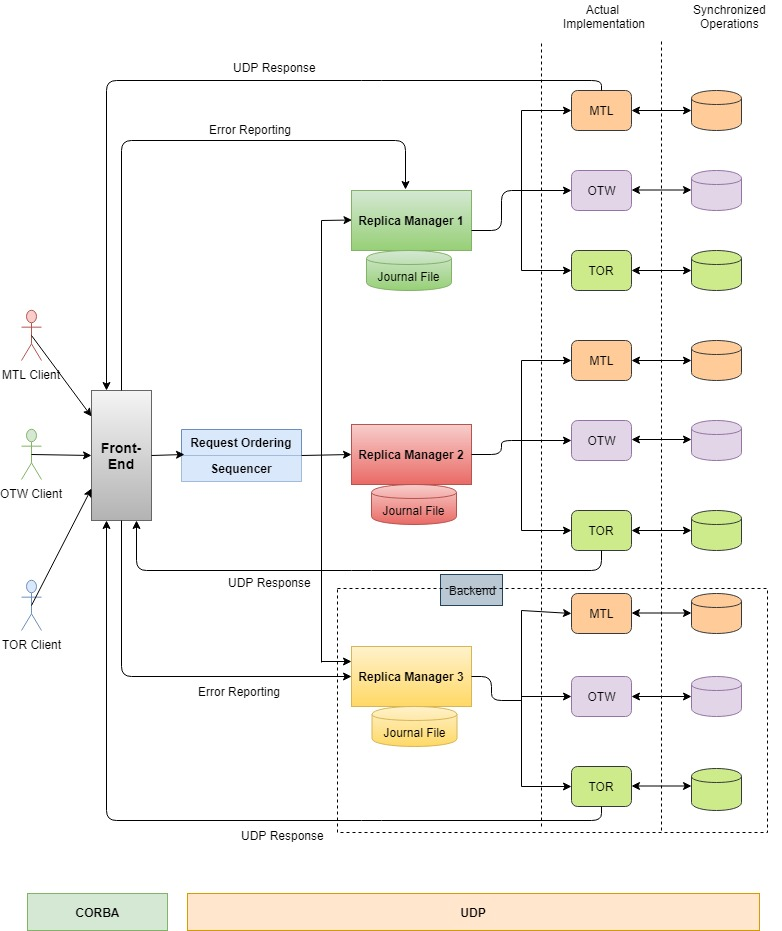 Actual
Implementation
Synchronized
Operations
UDP Response
MTL
Error Reporting
OTW
Replica Manager 1
Journal File
TOR
MTL Client
MTL
Front-
End
Request Ordering
Sequencer
Replica Manager 2
OTW
OTW Client
Journal File
TOR
UDP Response
Backend
MTL
TOR Client
Replica Manager 3
Error Reporting
OTW
Journal File
TOR
UDP Response
CORBA
UDP